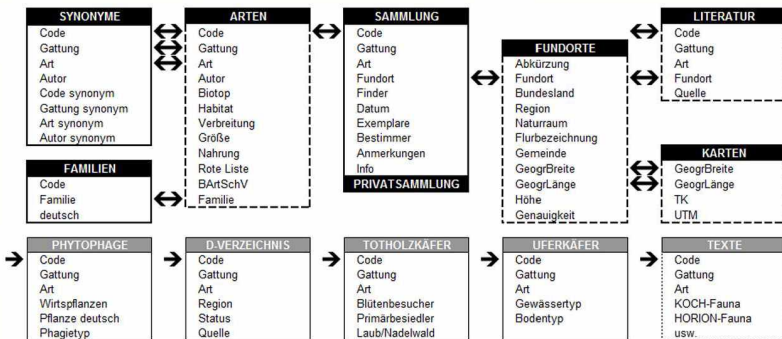 SYNONYME
Code
Gattung
Art
Autor
Code synonym
Gattung synonym
Art synonym
Autor synonym
ARTEN
Code
Gattung
Art
Autor
Biotop
Habitat
Verbreitung
Größe
Nahrung
Rote Liste
BArtSchV
Familie
SAMMLUNG
Code
Gattung
Art
Fundort
Finder
Datum
Exemplare
Bestimmer
Anmerkungen
Info
PRIVATSAMMLUNG
FUNDORTE
Abkürzung
Fundort
Bundesland
Region
Naturraum
Flurbezeichnung
Gemeinde
GeogrBreite
GeogrLänge
Höhe
Genauigkeit
LITERATUR
Code
Gattung
Art
Fundort
Quelle
FAMILIEN
Code
Familie
deutsch
KARTEN
GeogrBreite
GeogrLänge
TK
UTM
PHYTOPHAGE
Code
Gattung
Art
Wirtspflanzen
Pflanze deutsch
Phagietyp
D-VERZEICHNIS
Code
Gattung
Art
Region
Status
Quelle
TOTHOLZKÄFER
Code
Gattung
Art
Blütenbesucher
Primärbesiedler
Laub/Nadelwald
UFERKÄFER
Code
Gattung
Art
Gewässertyp
Bodentyp
TEXTE
Code
Gattung
Art
KOCH-Fauna
HORION-Fauna
usw.